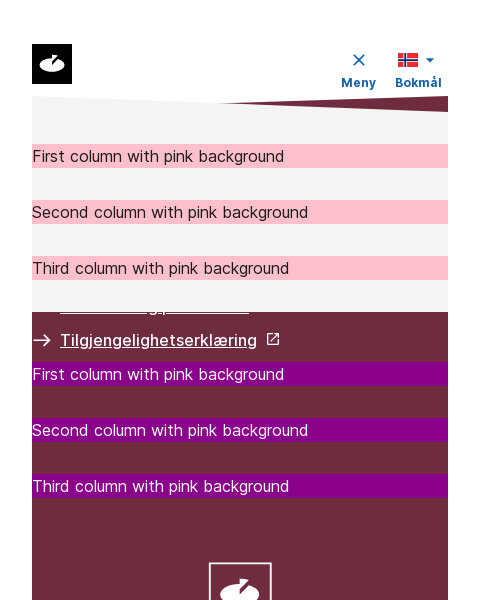 Meny
Bokmål
First column with pink background
Second column with pink background
Third column with pink background
Tilgjengelighetserklæring
First column with pink background
Second column with pink background
Third column with pink background